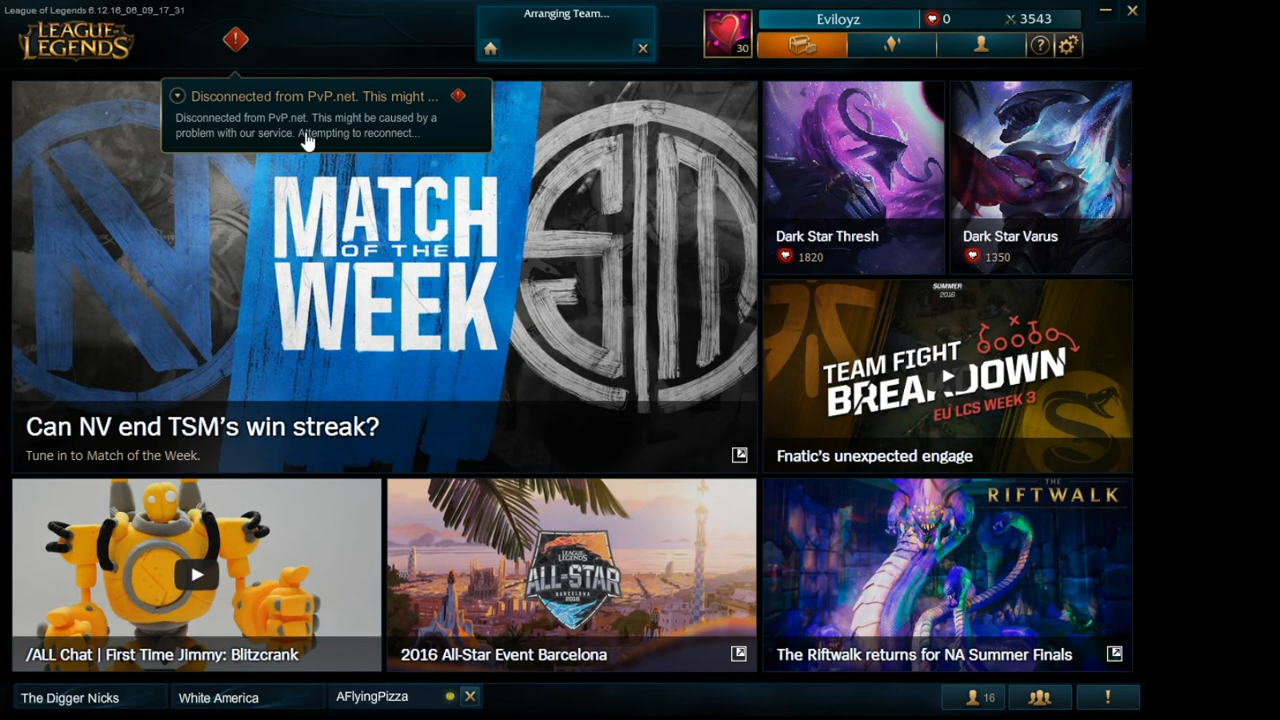 League of Legends 6.12.16_06_09_17_31
LEAGUE of LEGENDS
Arranging Team...
30
Eviloyz
0
3543
Disconnected from PvP.net. This might ...
Disconnected from PvP.net. This might be caused by a
problem with our service. Attempting to reconnect...
MATCH
OF THE
WEEK
Can NV end TSM's win streak?
Tune in to Match of the Week.
Dark Star Thresh
1820
Dark Star Varus
1350
SUMMER
2016
TEAM FIGHT
BREAKDOWN
EU LCS WEEK 3
Fnatic's unexpected engage
/ALL Chat | First Time Jimmy: Blitzcrank
LEAGUE
LEGENDS
ALL-STAR
BARCELONA
2016
2016 All-Star Event Barcelona
THE
RIFTWALK
The Riftwalk returns for NA Summer Finals
The Digger Nicks
White America
AFlyingPizza
16